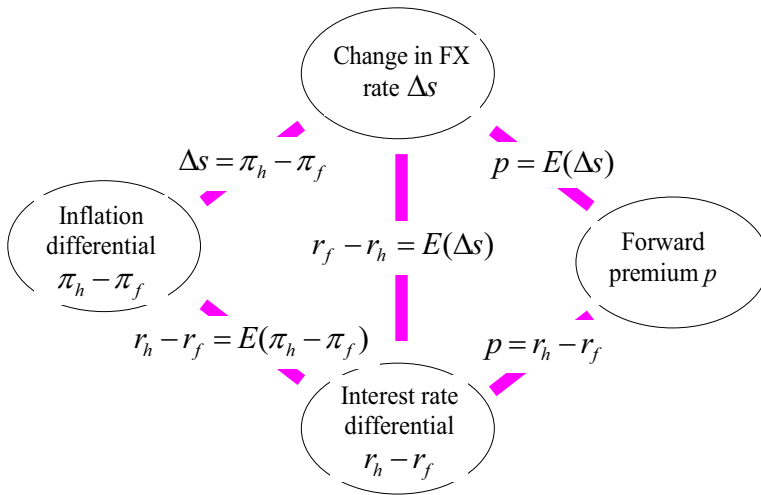 Change in FX
rate Δs
Δs = π_h − π_f
p = E(Δs)
Inflation
differential
π_h − π_f
r_f − r_h = E(Δs)
Forward
premium p
r_h − r_f = E(π_h − π_f)
p = r_h − r_f
Interest rate
differential
r_h − r_f